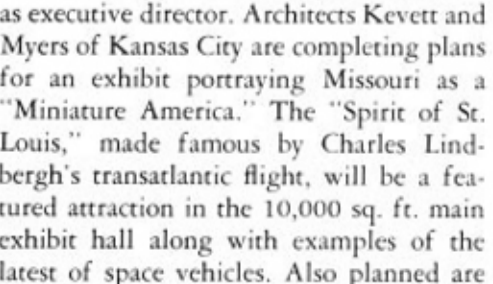 as executive director. Architects Kevett and
Myers of Kansas City are completing plans
for an exhibit portraying Missouri as a
"Miniature America." The "Spirit of St.
Louis," made famous by Charles Lind-
bergh's transatlantic flight, will be a fea-
tured attraction in the 10,000 sq. ft. main
exhibit hall along with examples of the
latest of space vehicles. Also planned are